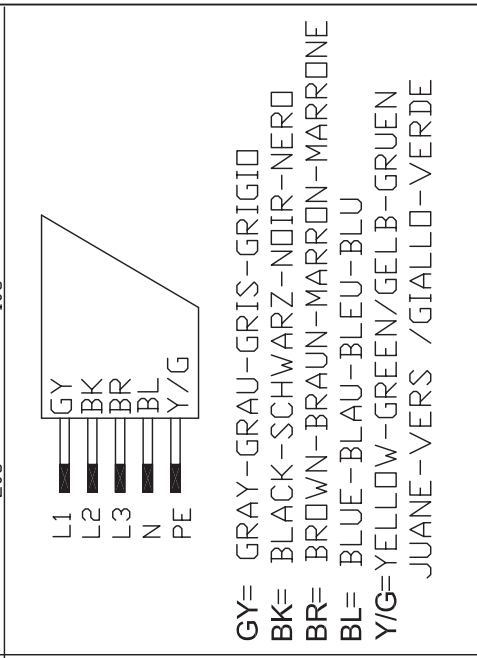 L1 GY
L2 BK
L3 BR
N BL
PE Y/G
GY= GRAY-GRAU-GRIS-GRIGIO
BK= BLACK-SCHWARZ-NOIR-NERO
BR= BROWN-BRAUN-MARRON-MARRONE
BL= BLUE-BLAU-BLEU-BLU
Y/G= YELLOW-GREEN/GELB-GRUEN
JUANE-VERS /GIALLO-VERDE